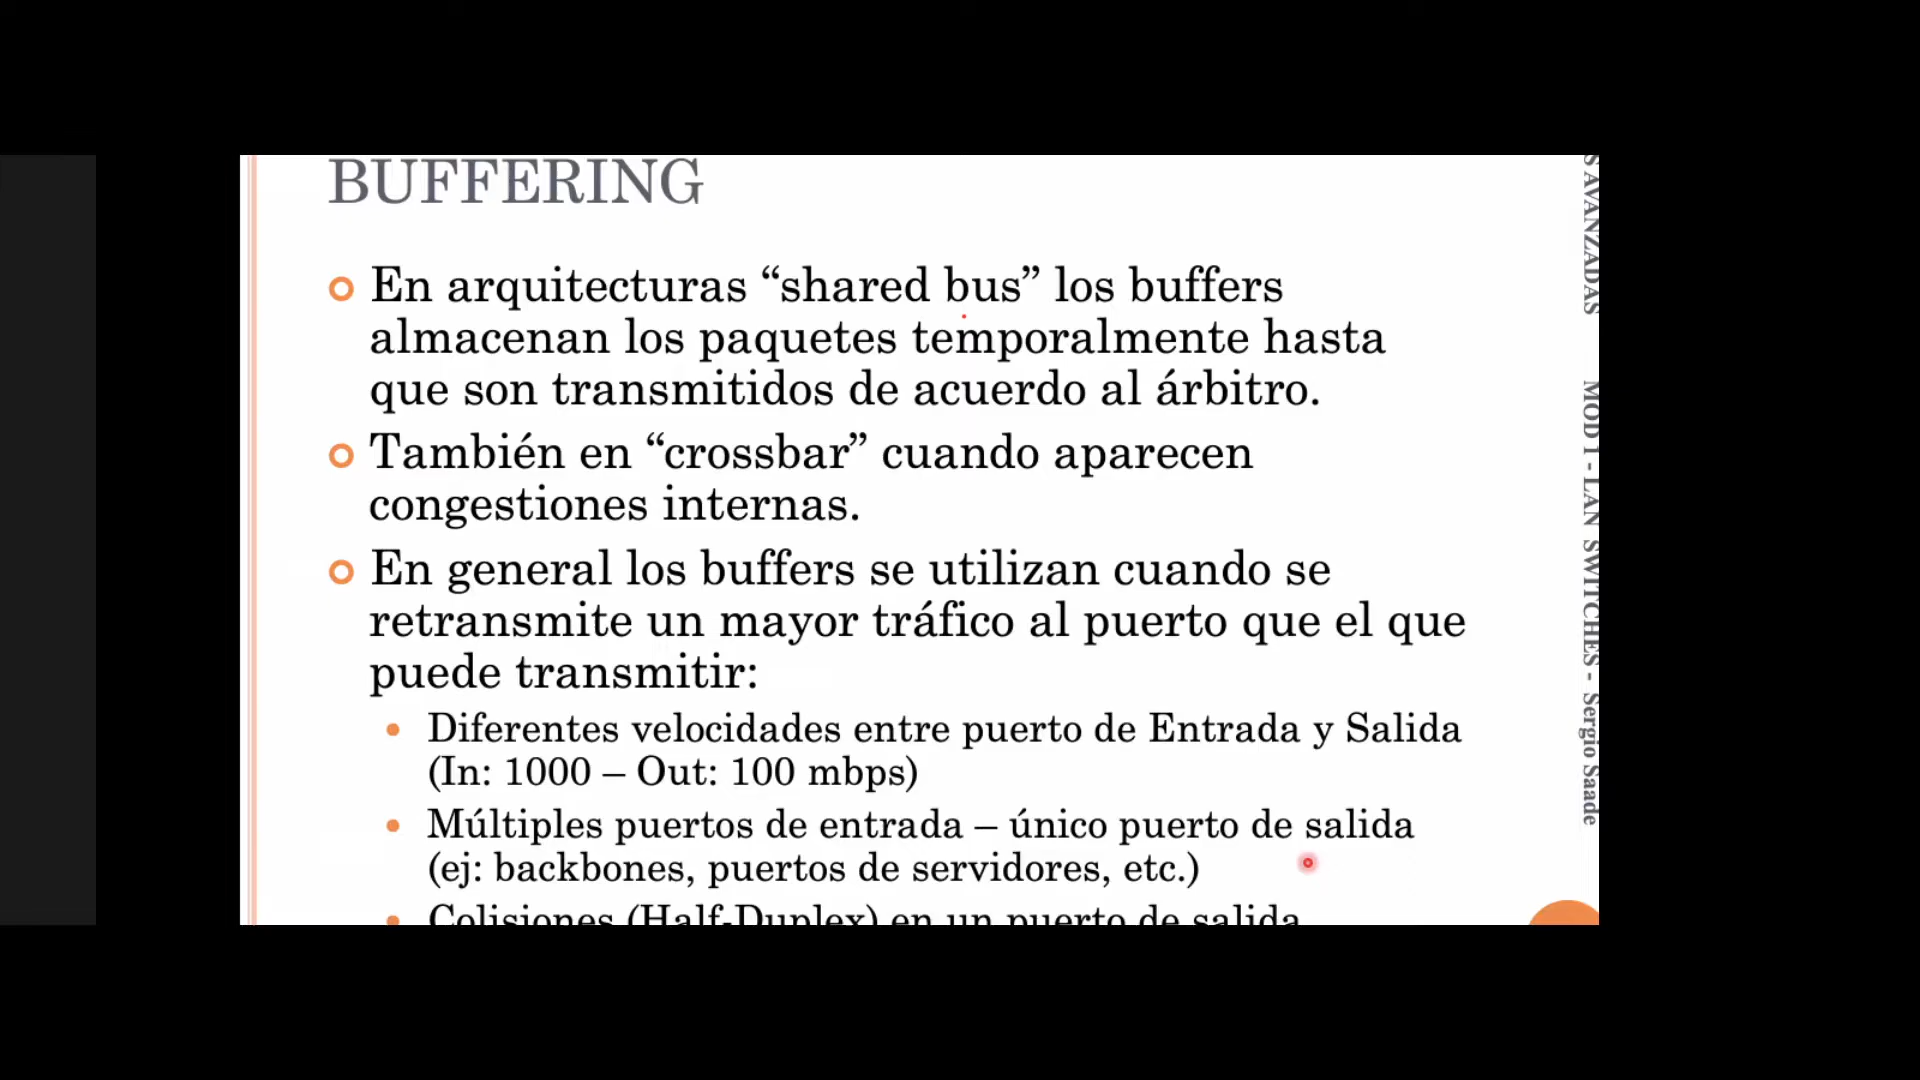 BUFFERING
En arquitecturas “shared bus” los buffers
almacenan los paquetes temporalmente hasta
que son transmitidos de acuerdo al árbitro.
También en “crossbar” cuando aparecen
congestiones internas.
En general los buffers se utilizan cuando se
retransmite un mayor tráfico al puerto que el que
puede transmitir:
Diferentes velocidades entre puerto de Entrada y Salida
(In: 1000 – Out: 100 mbps)
Múltiples puertos de entrada – único puerto de salida
(ej: backbones, puertos de servidores, etc.)
Colisiones (Half-Duplex) en un puerto de salida
S AVANZADAS MOD 1 - LAN SWITCHES - Sergio Saade